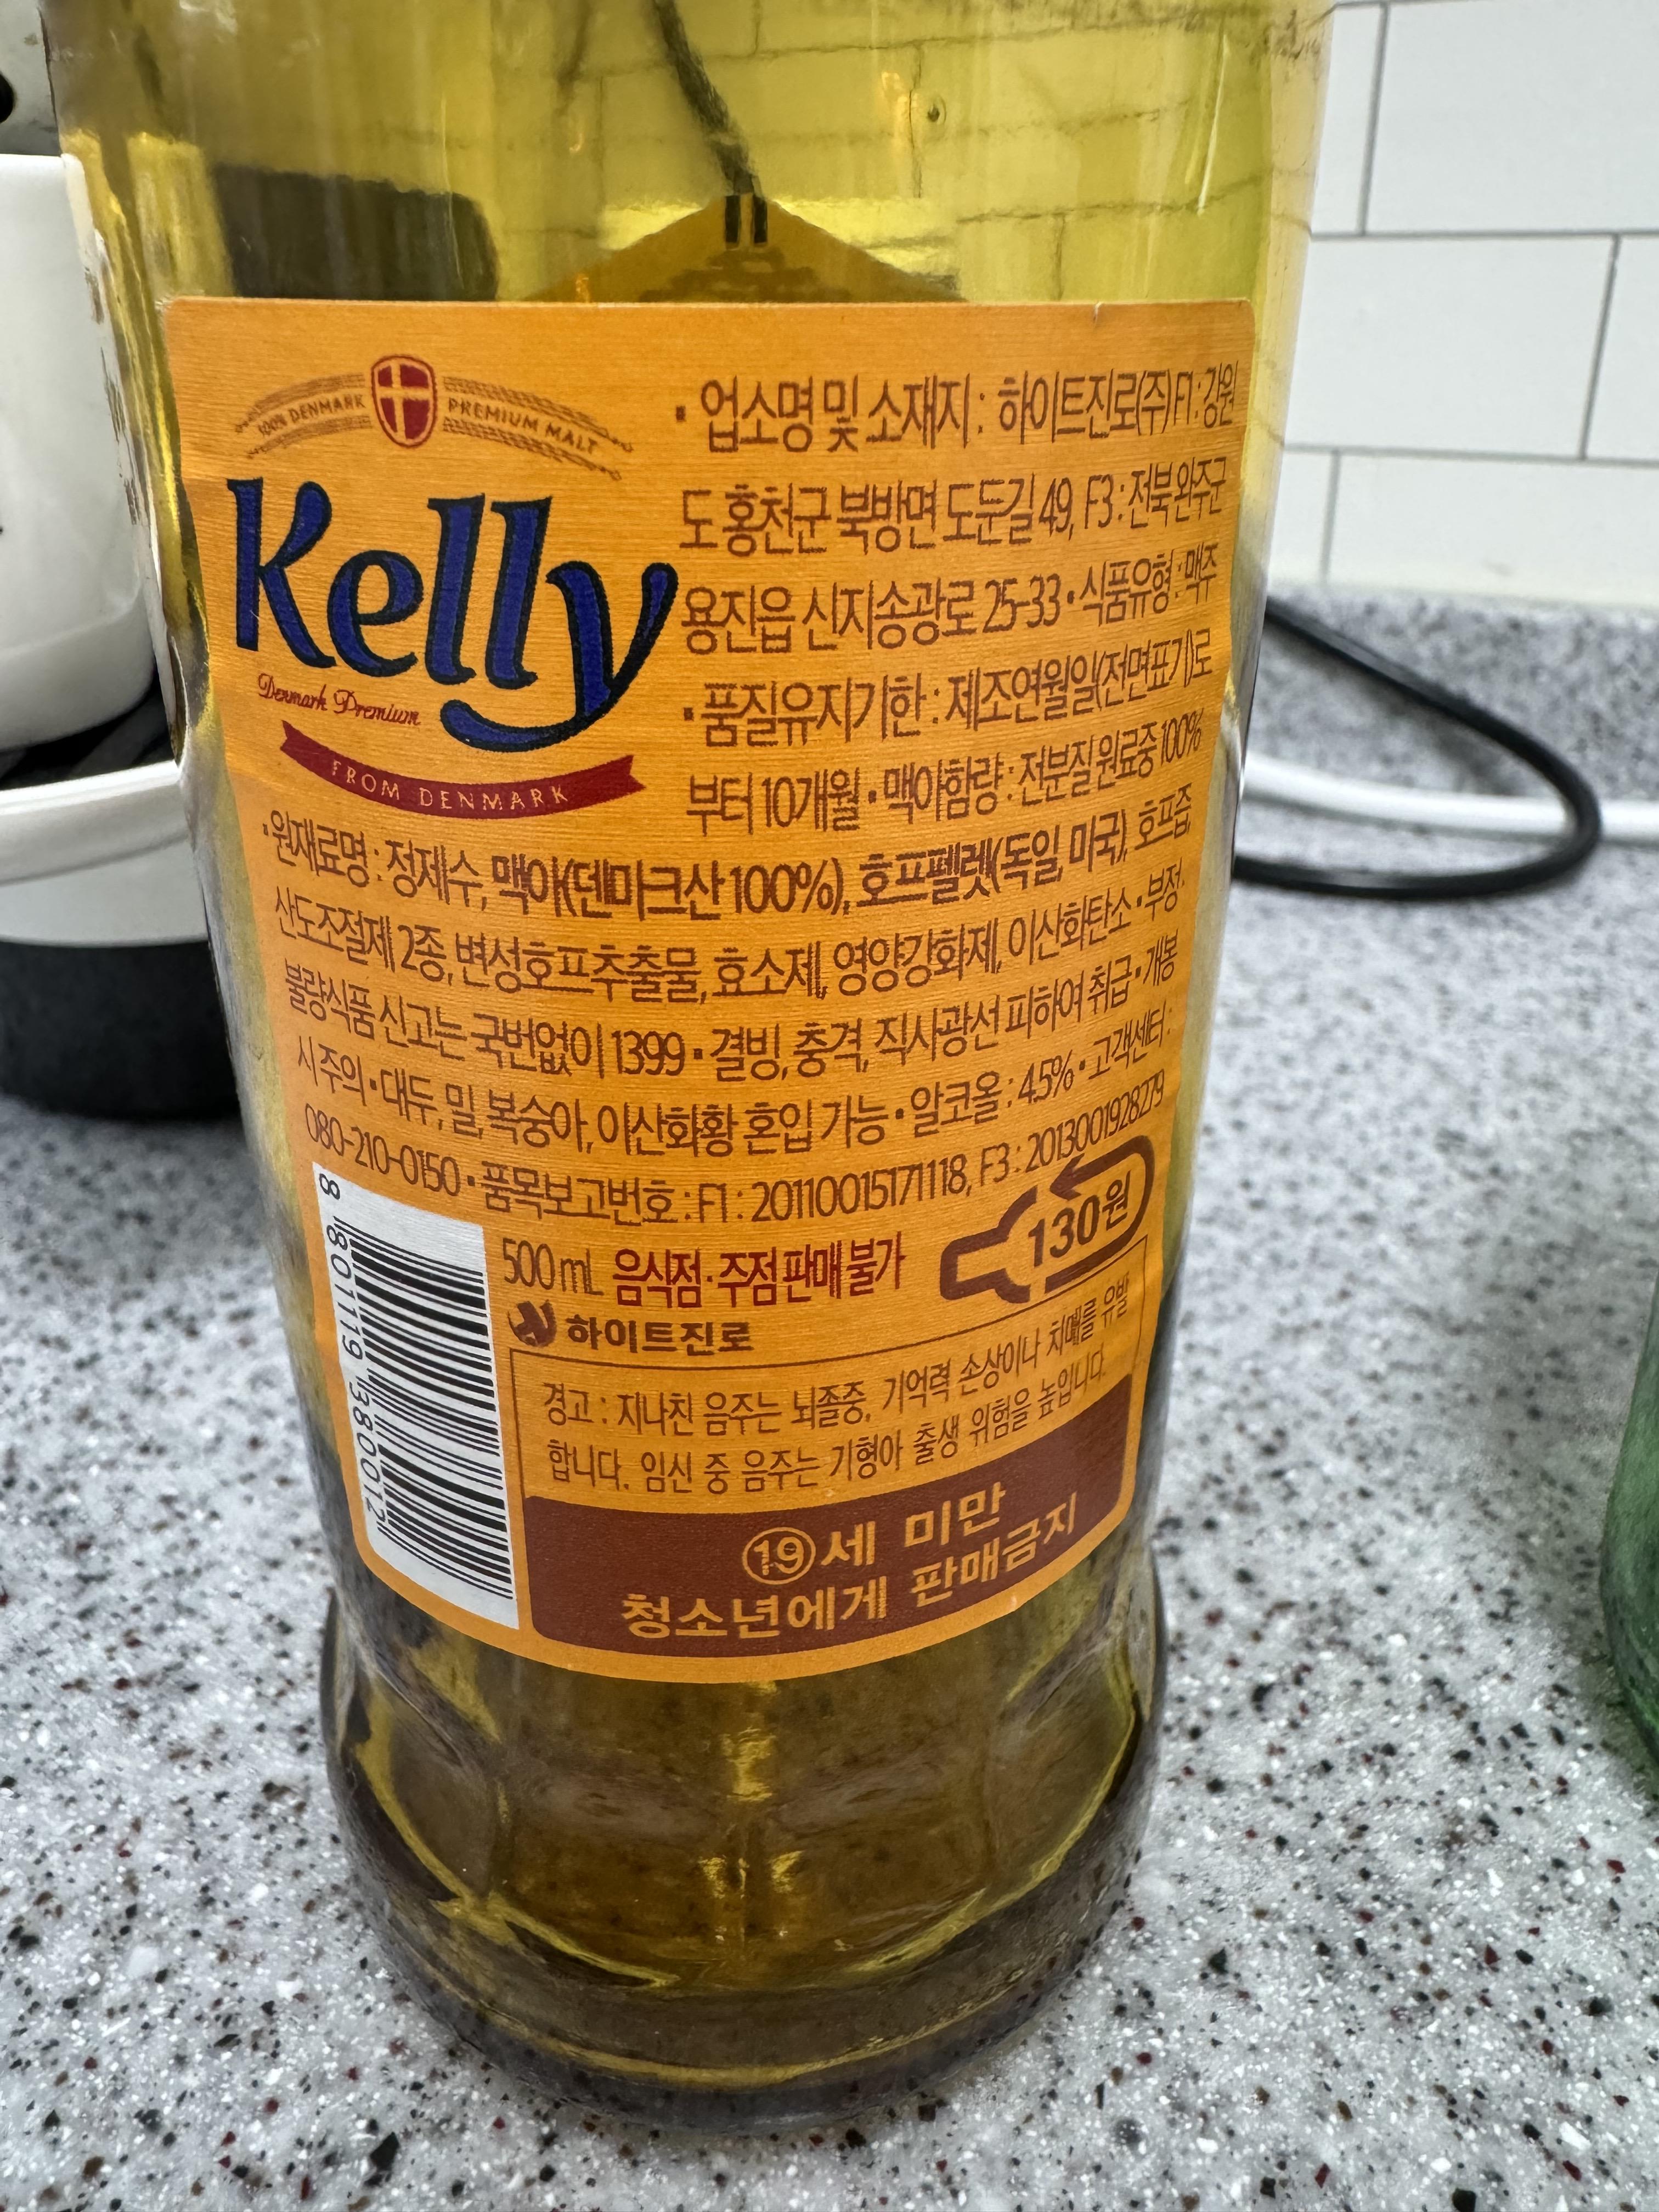 100% DENMARK PREMIUM MALT
Kelly
Denmark Premium
FROM DENMARK
· 업소명 및 소재지 : 하이트진로(주) F1 : 강원
도 홍천군 북방면 도둔길 49, F3 : 전북 완주군
용진읍 신지송광로 25-33 · 식품유형 : 맥주
· 품질유지기한 : 제조연월일(전면표기)로
부터 10개월 · 맥아함량 : 전분질 원료중 100%
· 원재료명 : 정제수, 맥아(덴마크산 100%), 호프펠렛(독일, 미국), 호프즙,
산도조절제 2종, 변성호프추출물, 효소제, 영양강화제, 이산화탄소 · 부정·
불량식품 신고는 국번없이 1399 · 결빙, 충격, 직사광선 피하여 취급 · 개봉
시 주의 · 대두, 밀, 복숭아, 이산화황 혼입 가능 · 알코올 : 4.5% · 고객센터 :
080-210-0150 · 품목보고번호 : F1 : 20110015171118, F3 : 2013001928279
500 mL 음식점·주점 판매불가
130원
하이트진로
8 801119 380012
경고 : 지나친 음주는 뇌졸중, 기억력 손상이나 치매를 유발
합니다. 임신 중 음주는 기형아 출생 위험을 높입니다.
19세 미만
청소년에게 판매금지